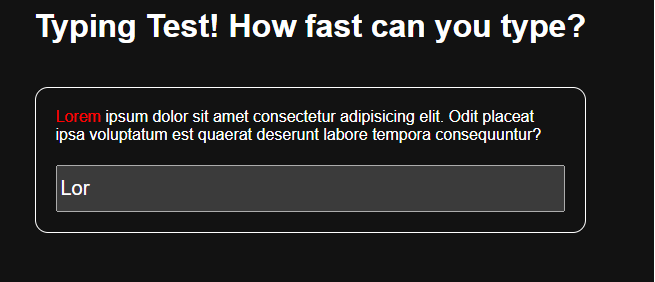 Typing Test! How fast can you type?
Lorem ipsum dolor sit amet consectetur adipisicing elit. Odit placeat
ipsa voluptatum est quaerat deserunt labore tempora consequuntur?
Lor